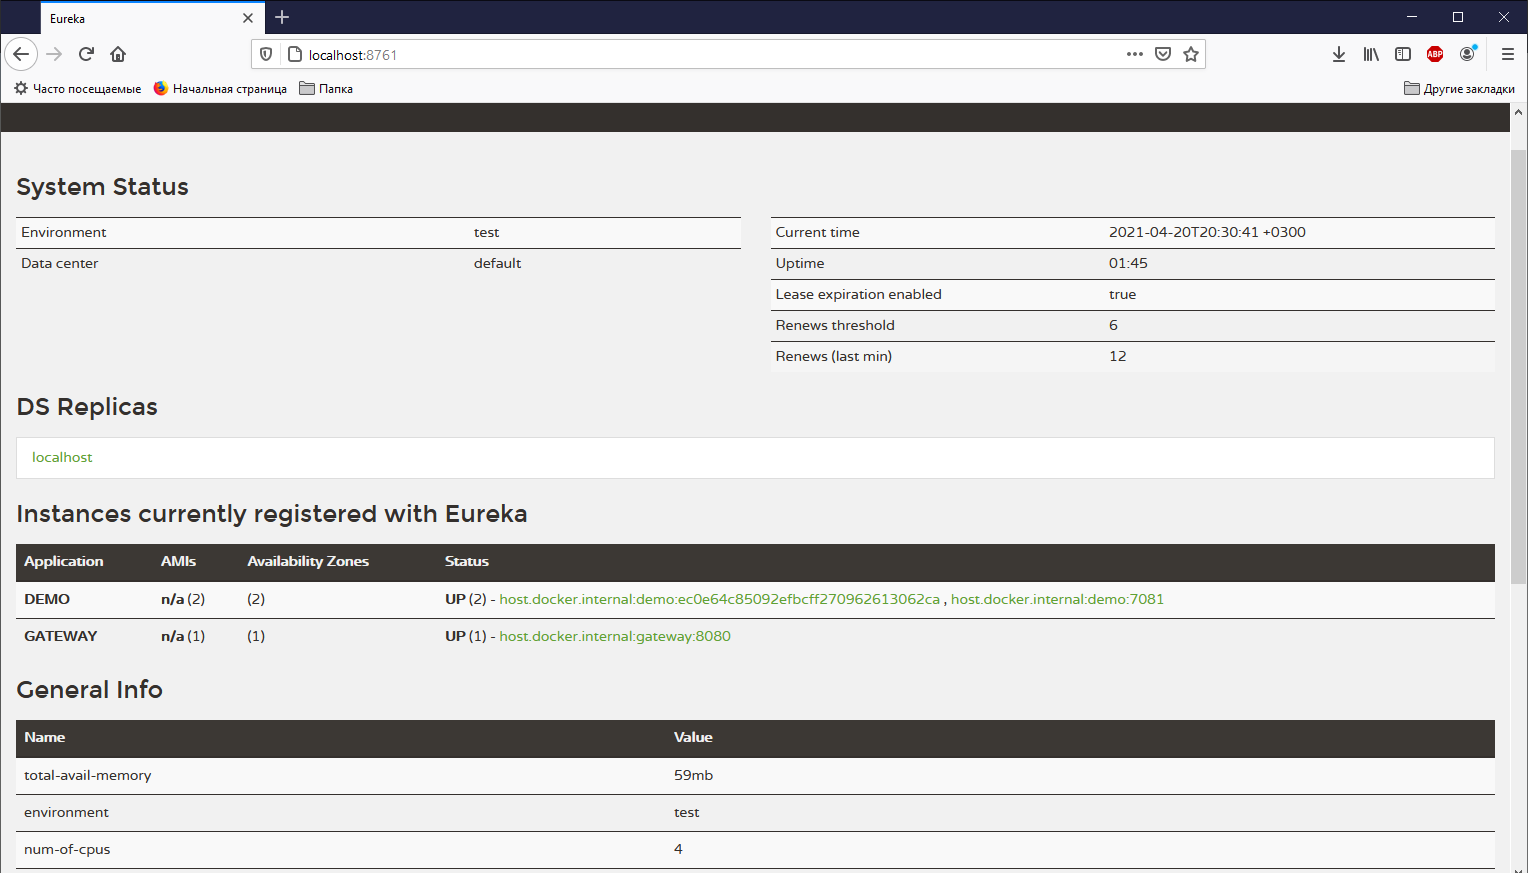 Eureka
localhost:8761
ABP
Часто посещаемые Начальная страница Папка Другие закладки
System Status
Environment test
Data center default
Current time 2021-04-20T20:30:41 +0300
Uptime 01:45
Lease expiration enabled true
Renews threshold 6
Renews (last min) 12
DS Replicas
localhost
Instances currently registered with Eureka
Application AMIs Availability Zones Status
DEMO n/a (2) (2) UP (2) - host.docker.internal:demo:ec0e64c85092efbcff270962613062ca , host.docker.internal:demo:7081
GATEWAY n/a (1) (1) UP (1) - host.docker.internal:gateway:8080
General Info
Name Value
total-avail-memory 59mb
environment test
num-of-cpus 4